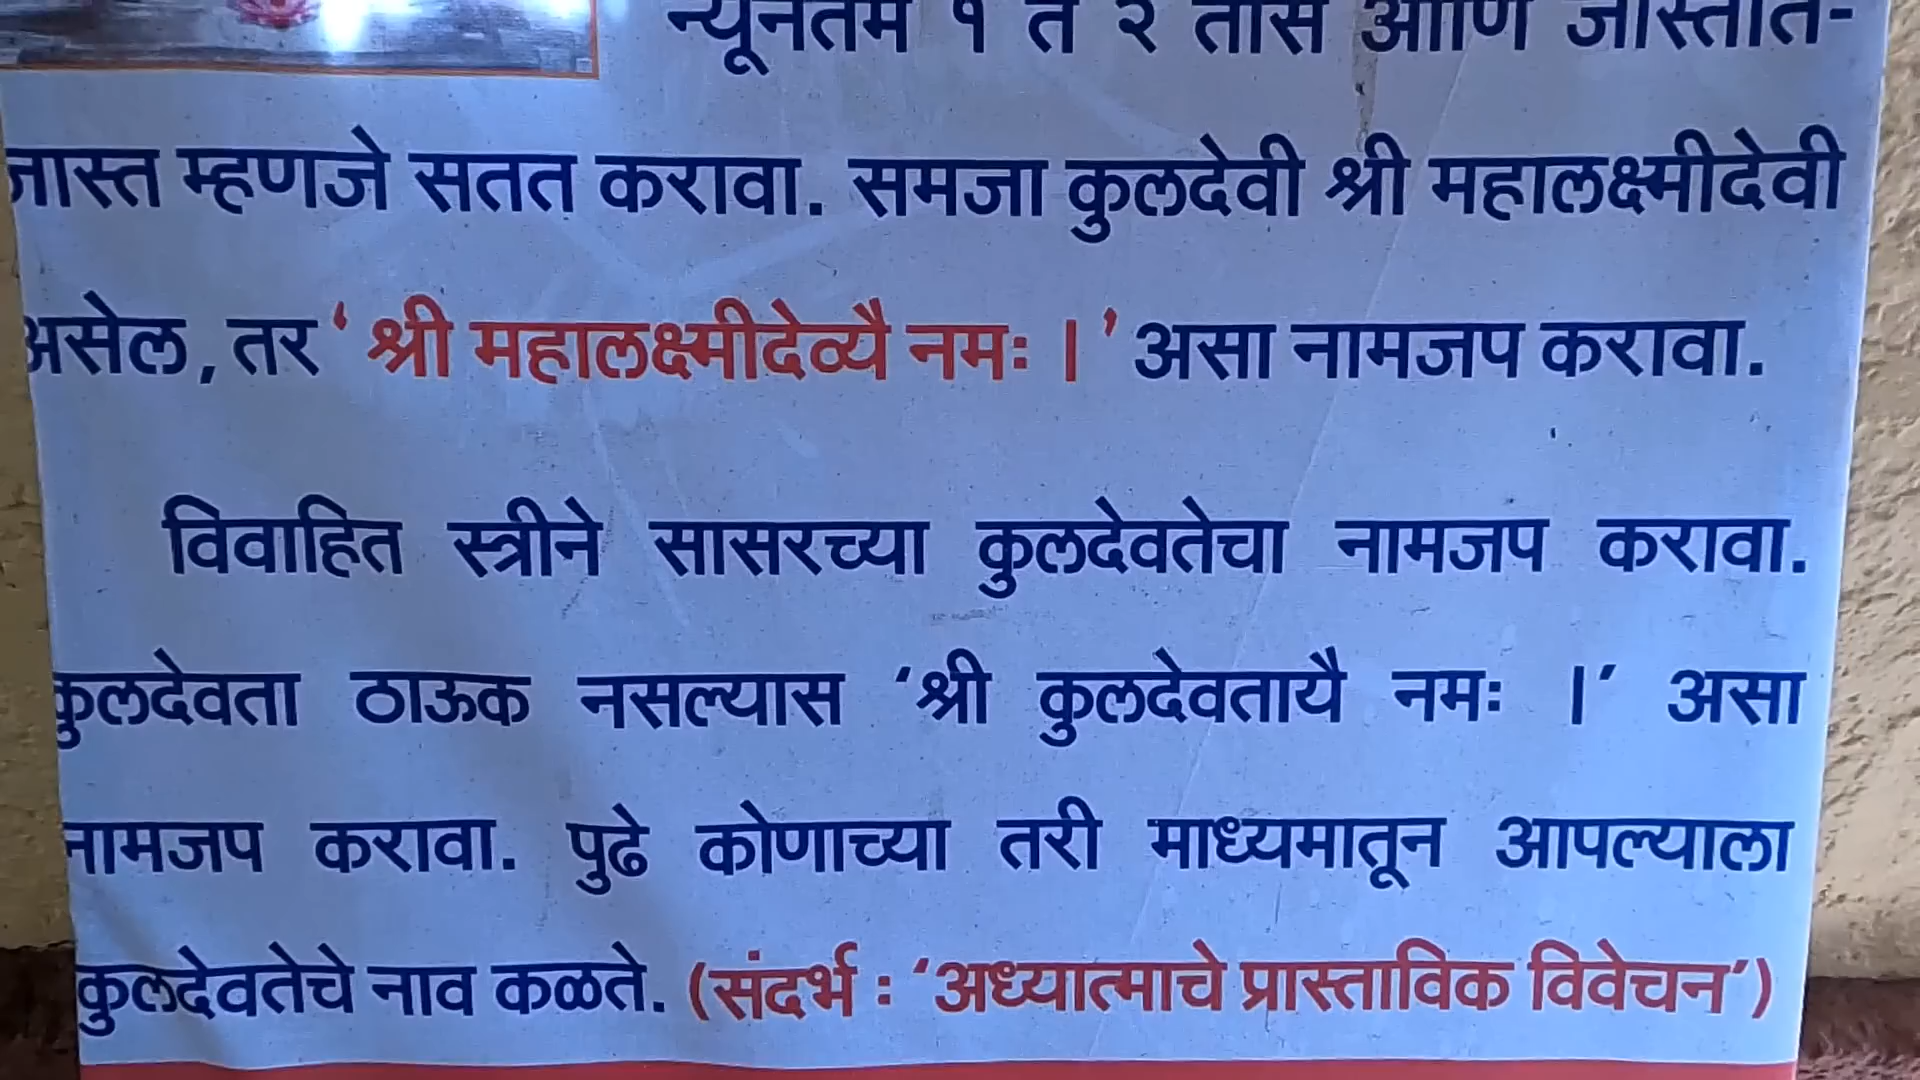 न्यूनतम १ ते २ तास आणि जास्तीत-
जास्त म्हणजे सतत करावा. समजा कुलदेवी श्री महालक्ष्मीदेवी
असेल, तर ‘श्री महालक्ष्मीदेव्यै नमः ।’ असा नामजप करावा.
विवाहित स्त्रीने सासरच्या कुलदेवतेचा नामजप करावा.
कुलदेवता ठाऊक नसल्यास ‘श्री कुलदेवतायै नमः ।’ असा
नामजप करावा. पुढे कोणाच्या तरी माध्यमातून आपल्याला
कुलदेवतेचे नाव कळते. (संदर्भ : ‘अध्यात्माचे प्रास्ताविक विवेचन’)